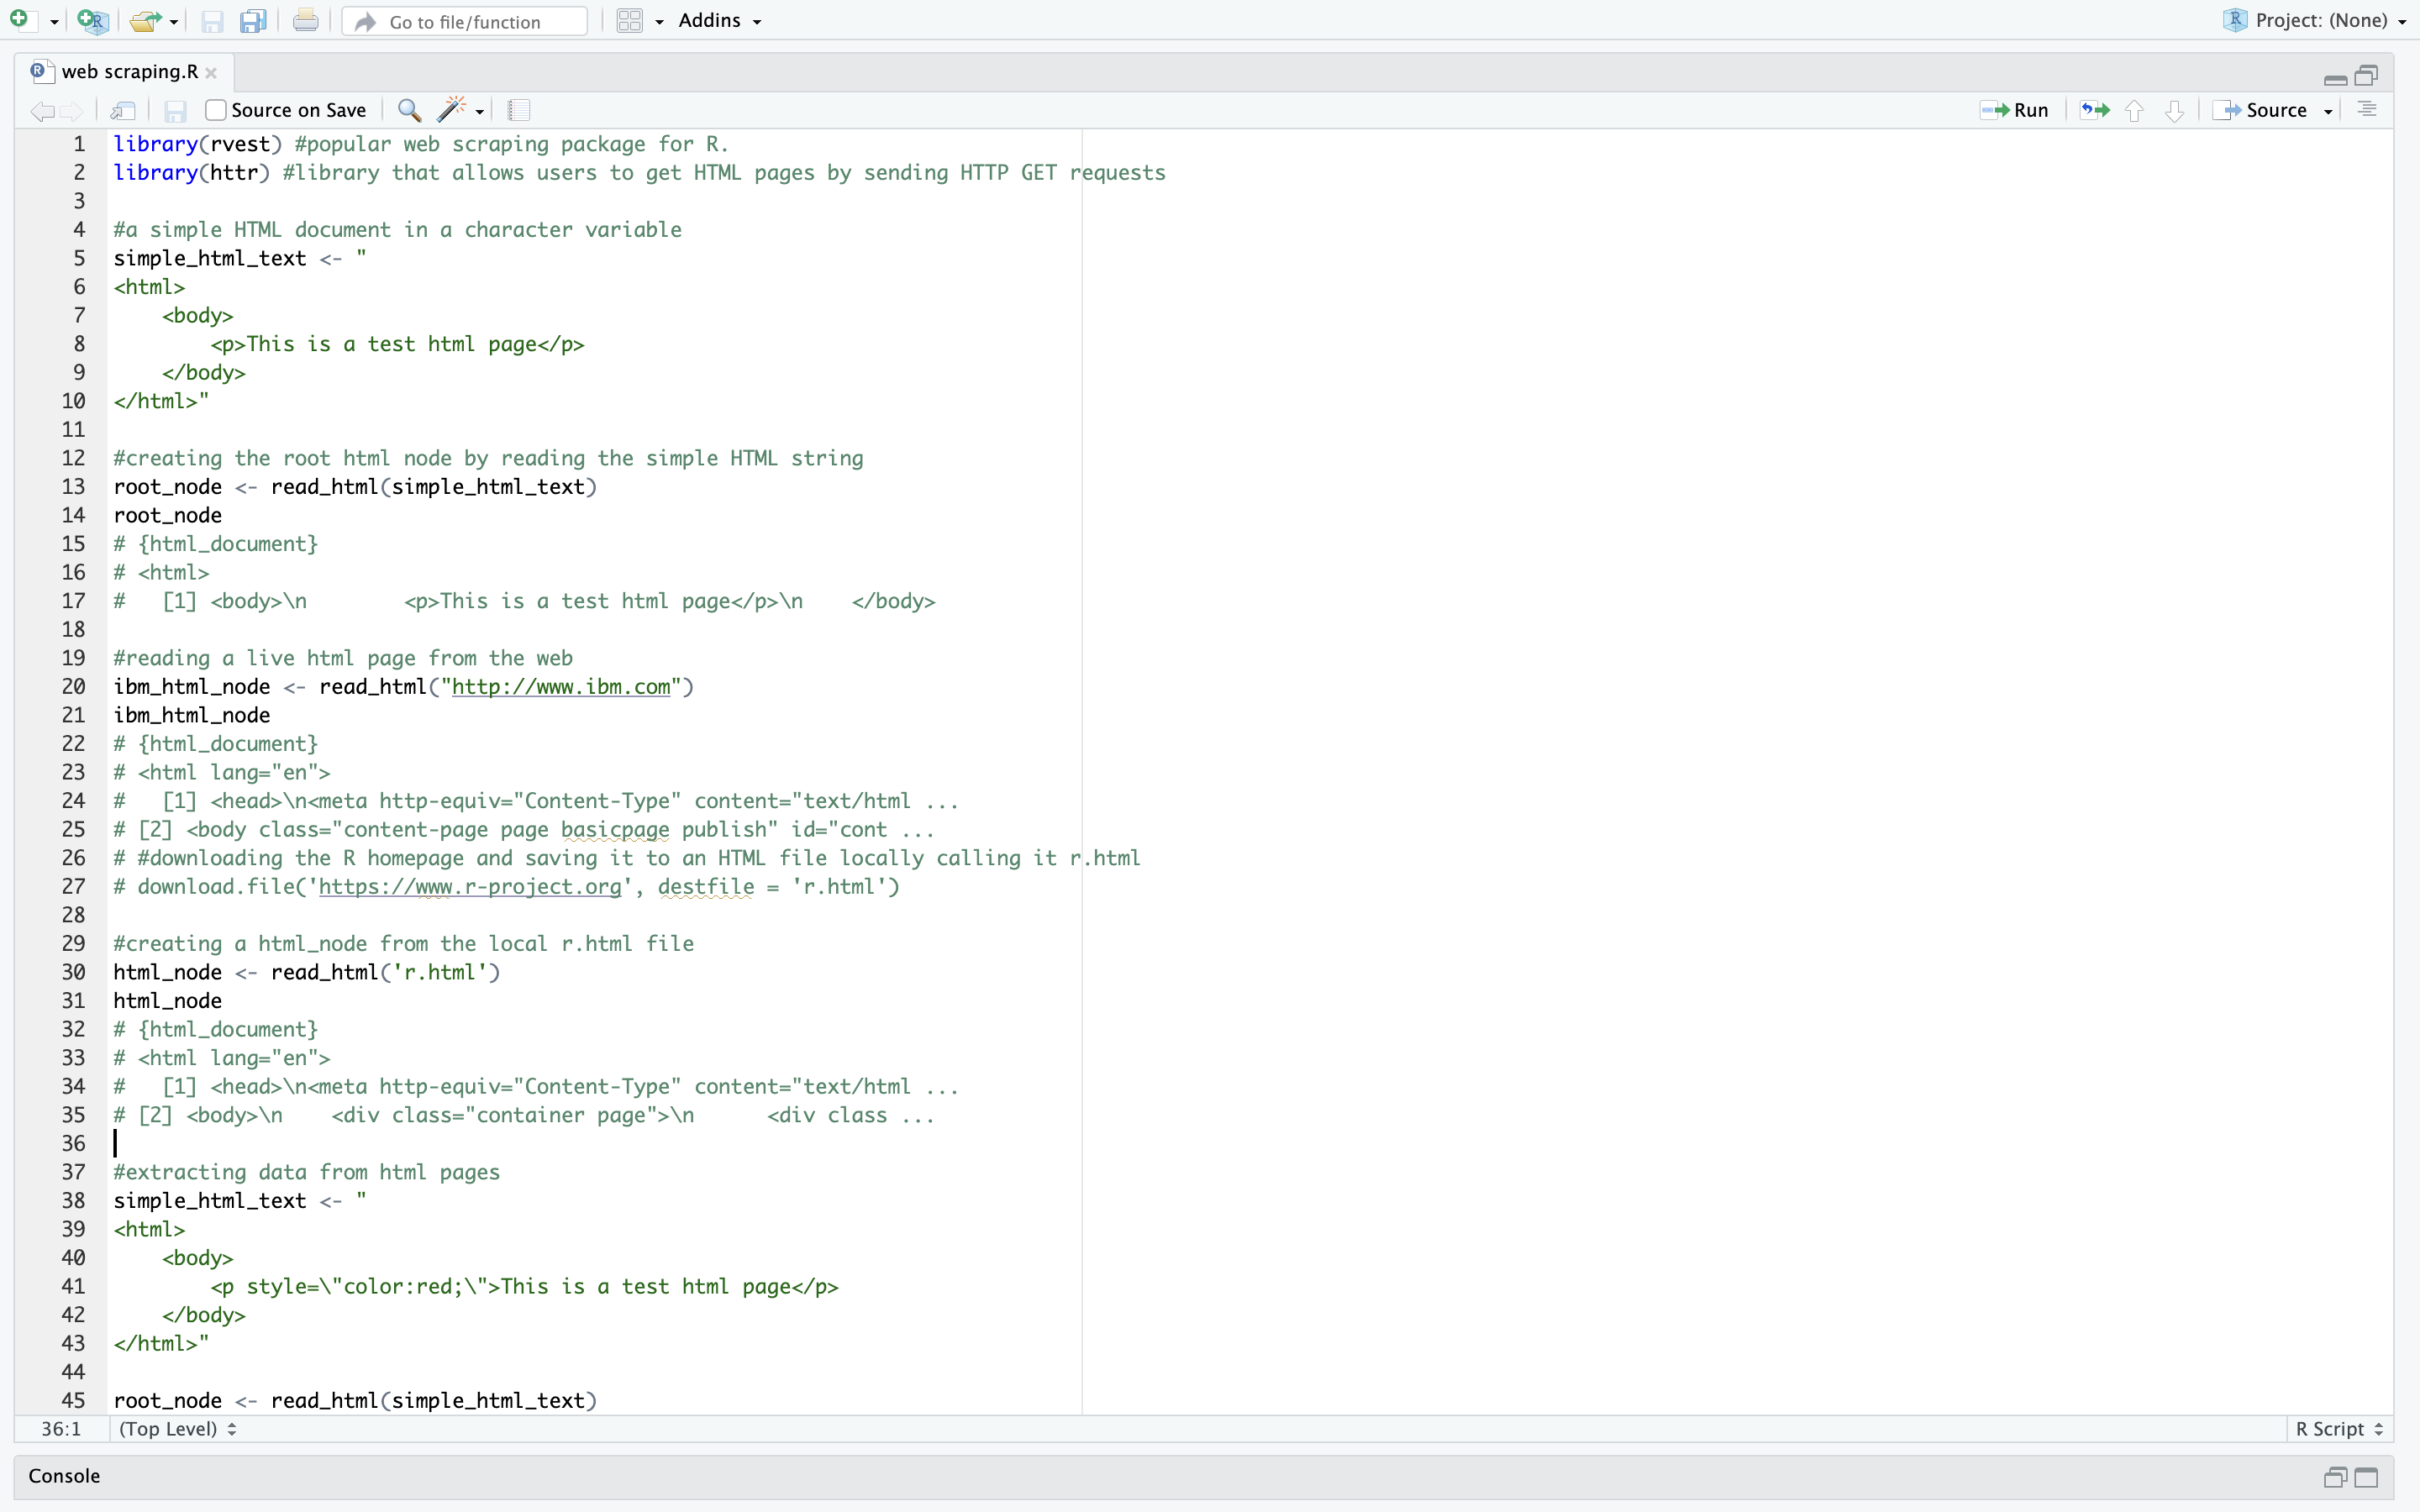 Go to file/function
Addins
Project: (None)
web scraping.R
Source on Save
Run
Source
1 library(rvest) #popular web scraping package for R.
2 library(httr) #library that allows users to get HTML pages by sending HTTP GET requests
3
4 #a simple HTML document in a character variable
5 simple_html_text <- "
6 <html>
7     <body>
8         <p>This is a test html page</p>
9     </body>
10 </html>"
11
12 #creating the root html node by reading the simple HTML string
13 root_node <- read_html(simple_html_text)
14 root_node
15 # {html_document}
16 # <html>
17 #   [1] <body>\n        <p>This is a test html page</p>\n    </body>
18
19 #reading a live html page from the web
20 ibm_html_node <- read_html("http://www.ibm.com")
21 ibm_html_node
22 # {html_document}
23 # <html lang="en">
24 #   [1] <head>\n<meta http-equiv="Content-Type" content="text/html ...
25 # [2] <body class="content-page page basicpage publish" id="cont ...
26 # #downloading the R homepage and saving it to an HTML file locally calling it r.html
27 # download.file('https://www.r-project.org', destfile = 'r.html')
28
29 #creating a html_node from the local r.html file
30 html_node <- read_html('r.html')
31 html_node
32 # {html_document}
33 # <html lang="en">
34 #   [1] <head>\n<meta http-equiv="Content-Type" content="text/html ...
35 # [2] <body>\n    <div class="container page">\n      <div class ...
36
37 #extracting data from html pages
38 simple_html_text <- "
39 <html>
40     <body>
41         <p style=\"color:red;\">This is a test html page</p>
42     </body>
43 </html>"
44
45 root_node <- read_html(simple_html_text)
36:1 (Top Level) R Script
Console